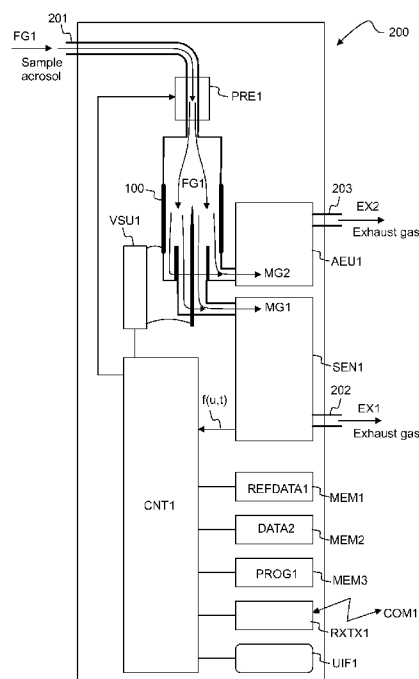 201
FG1
Sample
acrosol
200
PRE1
100
FG1
VSU1
203
EX2
Exhaust gas
MG2
AEU1
MG1
SEN1
202
EX1
Exhaust gas
f(u,t)
CNT1
REFDATA1
MEM1
DATA2
MEM2
PROG1
MEM3
COM1
RXTX1
UIF1